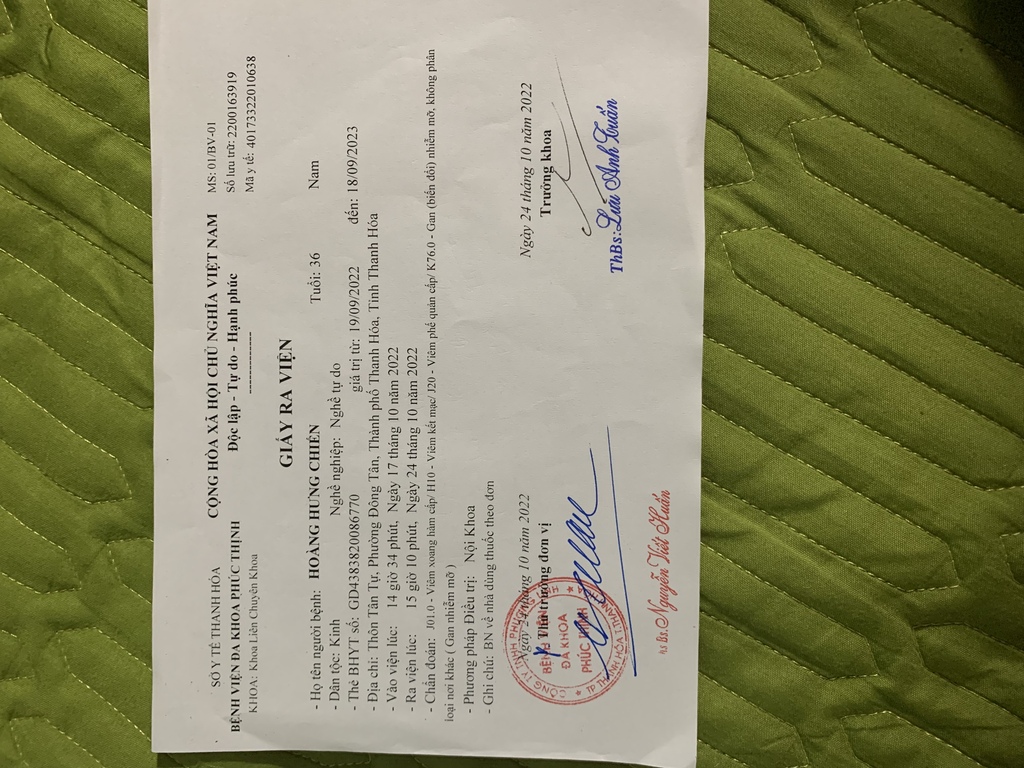 SỞ Y TẾ THANH HÓA
BỆNH VIỆN ĐA KHOA PHÚC THỊNH
KHOA: Khoa Liên Chuyên Khoa
CỘNG HÒA XÃ HỘI CHỦ NGHĨA VIỆT NAM
Độc lập - Tự do - Hạnh phúc
-------------
MS: 01/BV-01
Số lưu trữ: 2200163919
Mã y tế: 40173322010638
GIẤY RA VIỆN
- Họ tên người bệnh: HOÀNG HƯNG CHIẾN Tuổi: 36 Nam
- Dân tộc: Kinh Nghề nghiệp: Nghề tự do
- Thẻ BHYT số: GD4383820086770 giá trị từ: 19/09/2022 đến: 18/09/2023
- Địa chỉ: Thôn Tân Tự, Phường Đông Tân, Thành phố Thanh Hóa, Tỉnh Thanh Hóa
- Vào viện lúc: 14 giờ 34 phút, Ngày 17 tháng 10 năm 2022
- Ra viện lúc: 15 giờ 10 phút, Ngày 24 tháng 10 năm 2022
- Chẩn đoán: J01.0 - Viêm xoang hàm cấp/ H10 - Viêm kết mạc/ J20 - Viêm phế quản cấp/ K76.0 - Gan (biến đổi) nhiễm mỡ, không phân
loại nơi khác ( Gan nhiễm mỡ )
- Phương pháp Điều trị: Nội Khoa
- Ghi chú: BN về nhà dùng thuốc theo đơn
Ngày 24 tháng 10 năm 2022
Thủ trưởng đơn vị
CÔNG TY TNHH PHƯƠNG LINH
BỆNH VIỆN
ĐA KHOA
PHÚC THỊNH
★ TP THANH HÓA T.THANH HÓA ★
Bs. Nguyễn Viết Huấn
Ngày 24 tháng 10 năm 2022
Trưởng khoa
ThBs: Lưu Anh Tuấn